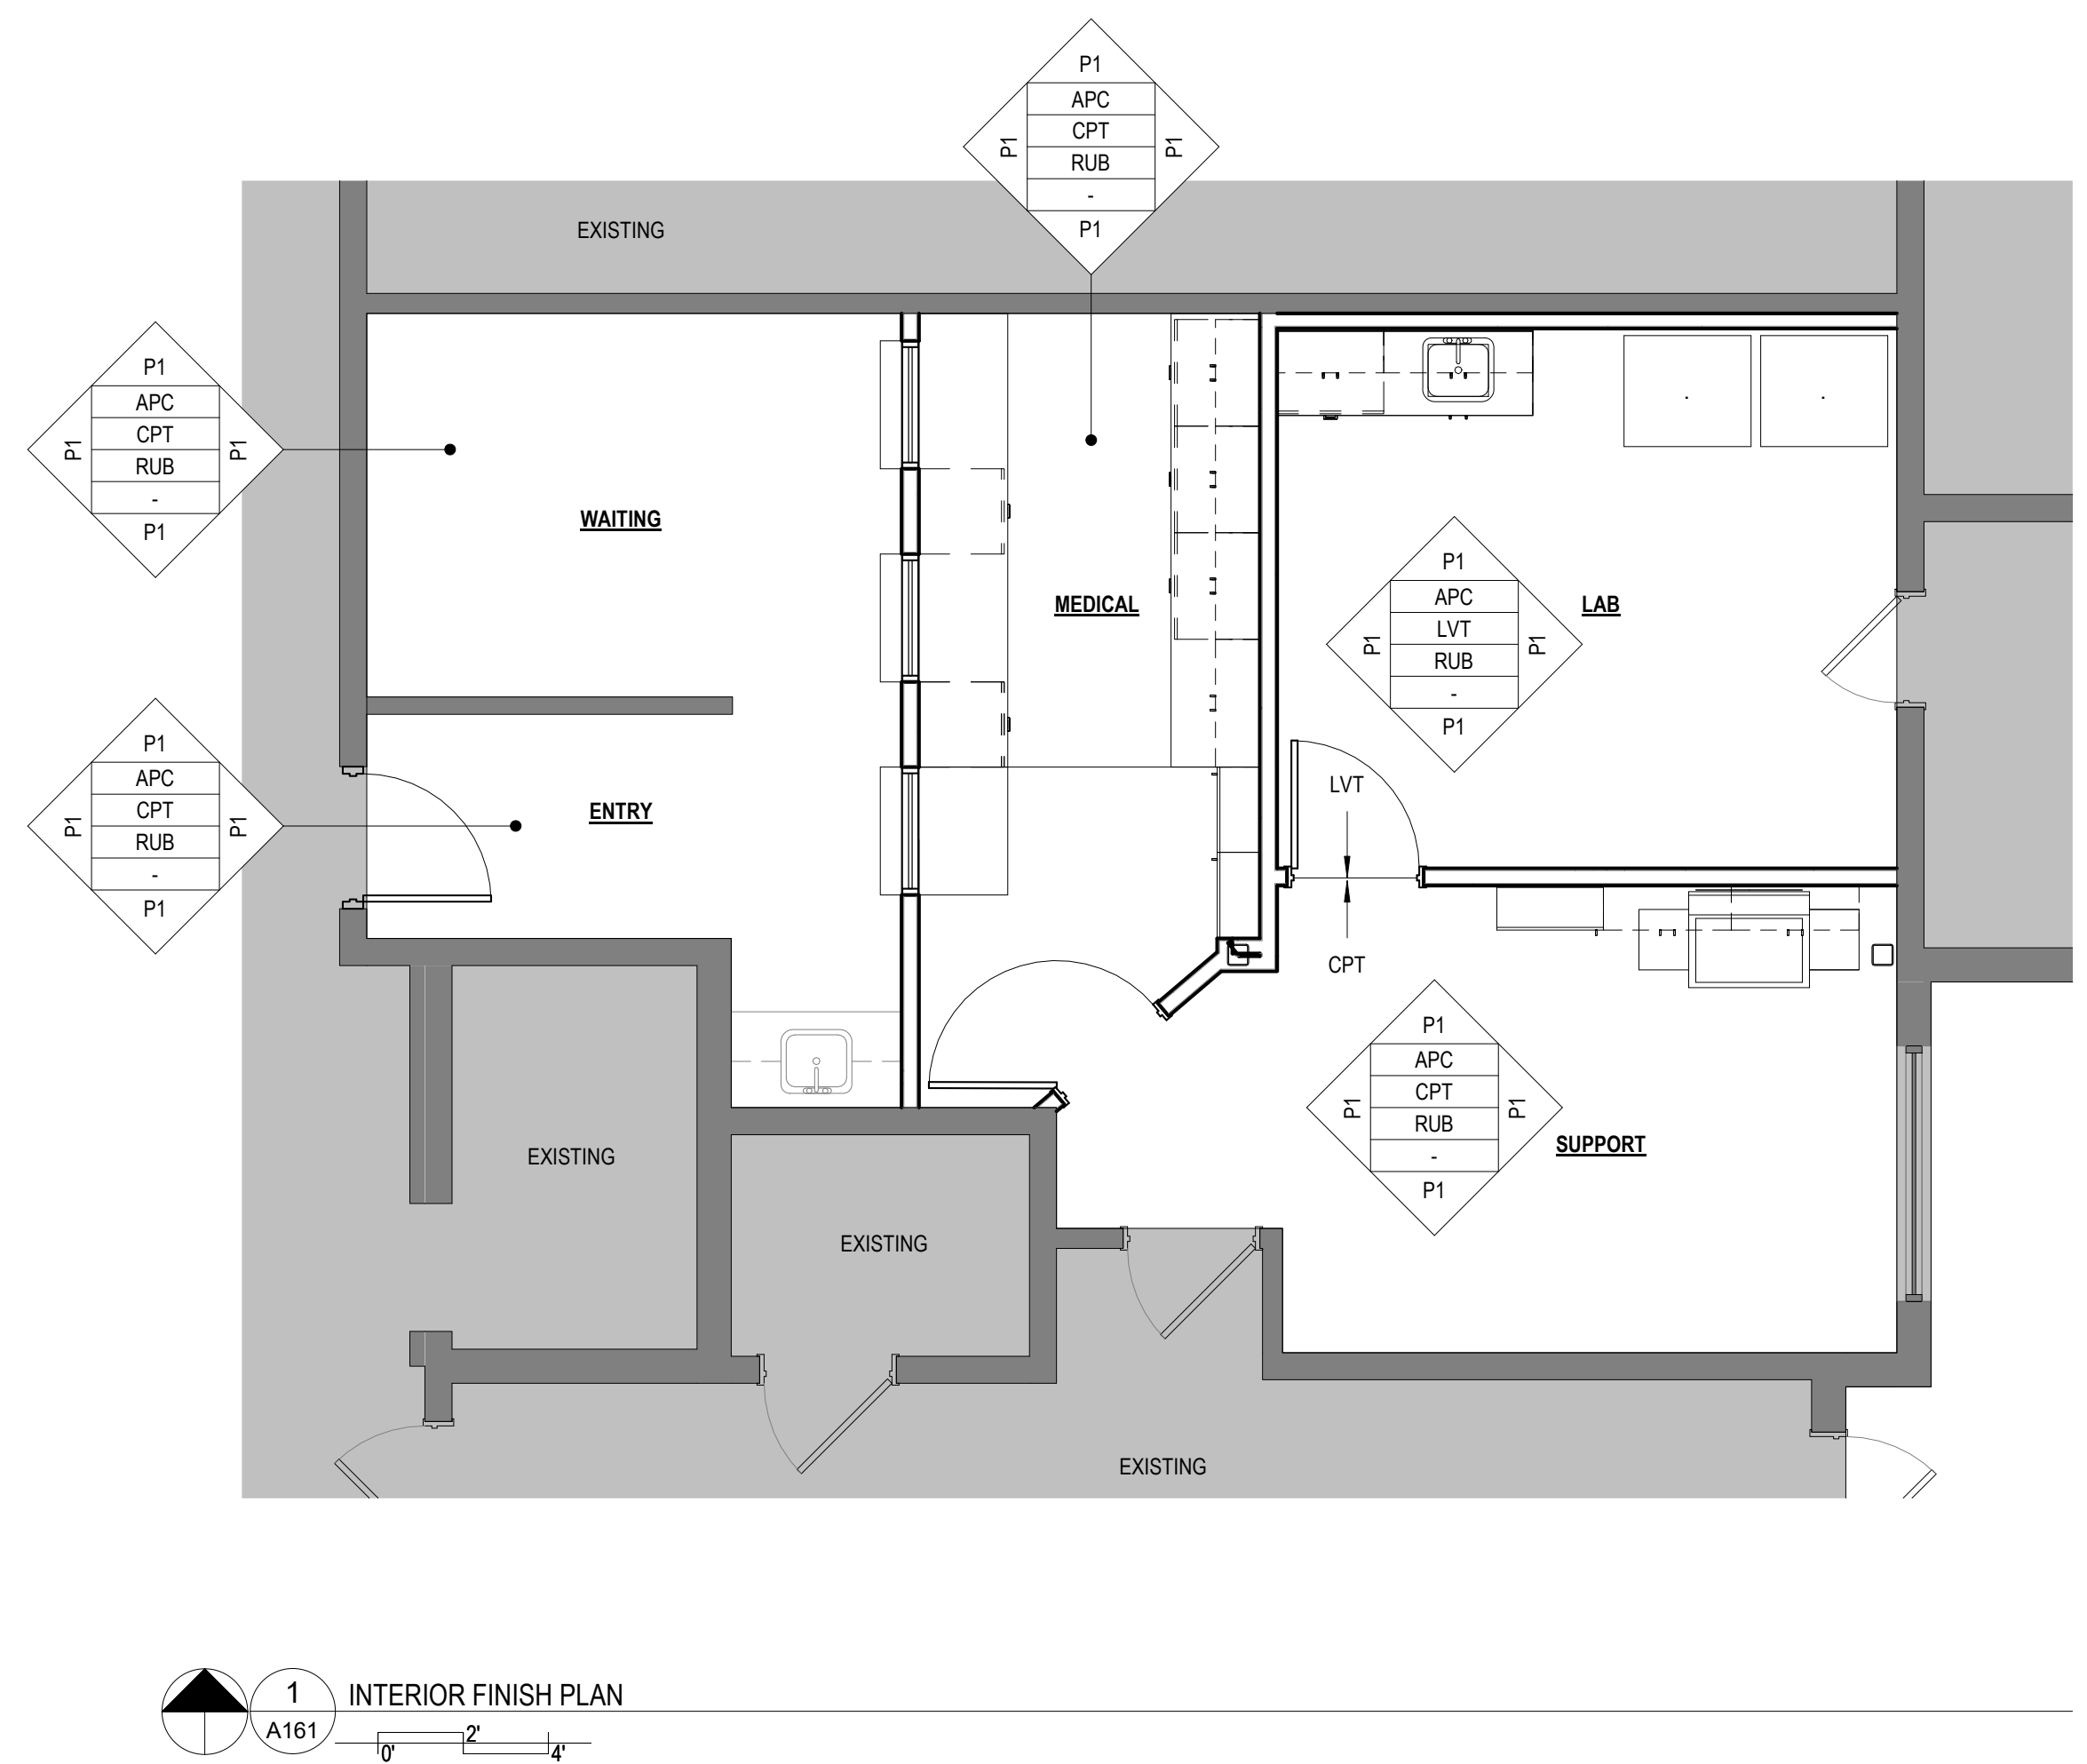 P1
APC
P1
CPT
P1
RUB
-
P1
EXISTING
P1
APC
P1
CPT
P1
RUB
-
P1
WAITING
MEDICAL
P1
APC
P1
LVT
P1
RUB
-
P1
LAB
P1
APC
P1
CPT
P1
RUB
-
P1
ENTRY
LVT
CPT
P1
APC
P1
CPT
P1
RUB
-
P1
SUPPORT
EXISTING
EXISTING
EXISTING
1
A161
INTERIOR FINISH PLAN
0'
2'
4'